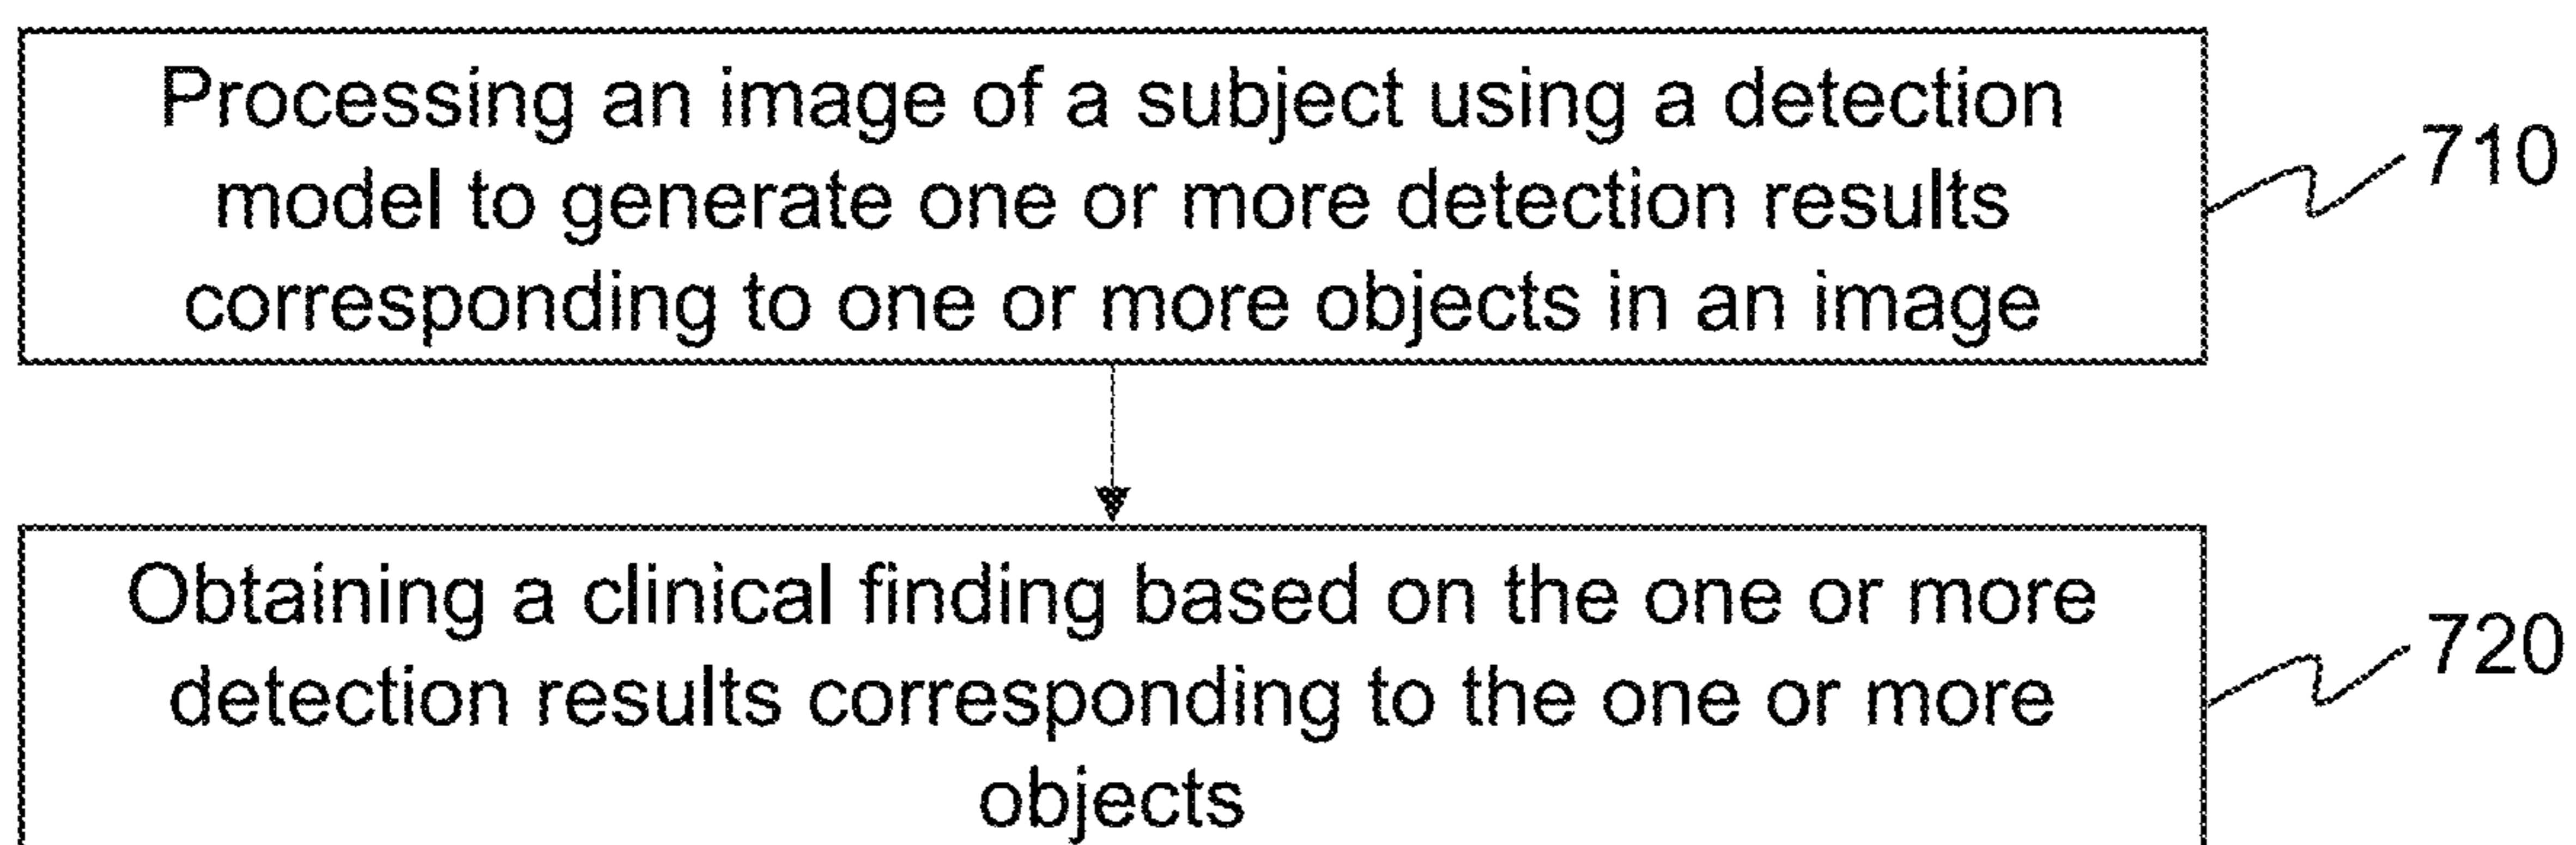 Processing an image of a subject using a detection
model to generate one or more detection results
corresponding to one or more objects in an image
710
Obtaining a clinical finding based on the one or more
detection results corresponding to the one or more
objects
720